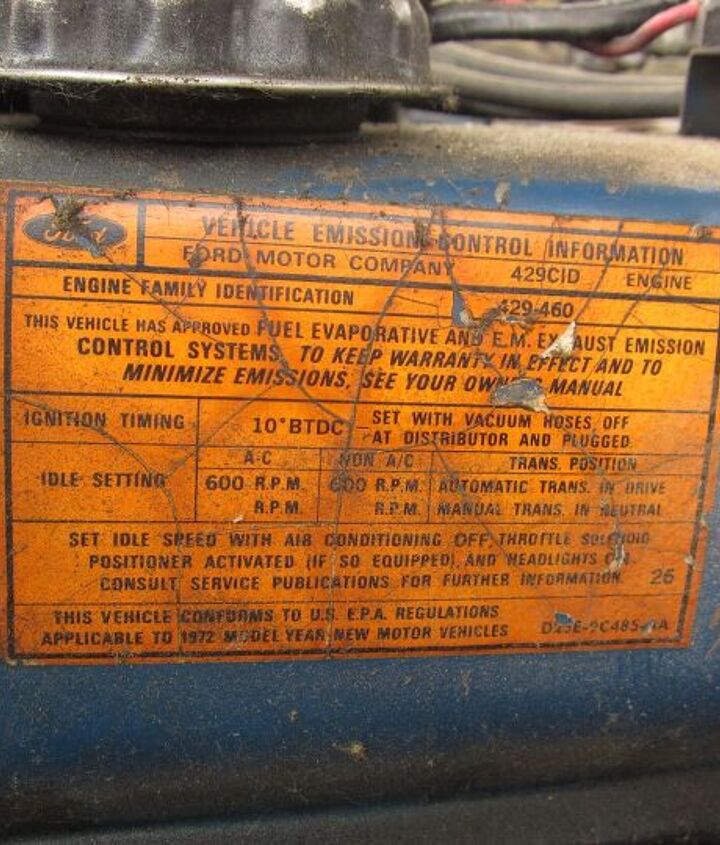 Ford
VEHICLE EMISSION CONTROL INFORMATION
FORD MOTOR COMPANY 429CID ENGINE
ENGINE FAMILY IDENTIFICATION 429-460
THIS VEHICLE HAS APPROVED FUEL EVAPORATIVE AND E.M. EXHAUST EMISSION
CONTROL SYSTEMS. TO KEEP WARRANTY IN EFFECT AND TO
MINIMIZE EMISSIONS, SEE YOUR OWNER'S MANUAL
IGNITION TIMING 10°BTDC SET WITH VACUUM HOSES OFF
AT DISTRIBUTOR AND PLUGGED
A-C NON A/C TRANS. POSITION
IDLE SETTING 600 R.P.M. 600 R.P.M. AUTOMATIC TRANS. IN DRIVE
R.P.M. R.P.M. MANUAL TRANS. IN NEUTRAL
SET IDLE SPEED WITH AIR CONDITIONING OFF, THROTTLE SOLENOID
POSITIONER ACTIVATED (IF SO EQUIPPED), AND HEADLIGHTS
CONSULT SERVICE PUBLICATIONS FOR FURTHER INFORMATION. 26
THIS VEHICLE CONFORMS TO U.S. E.P.A. REGULATIONS
APPLICABLE TO 1972 MODEL YEAR NEW MOTOR VEHICLES